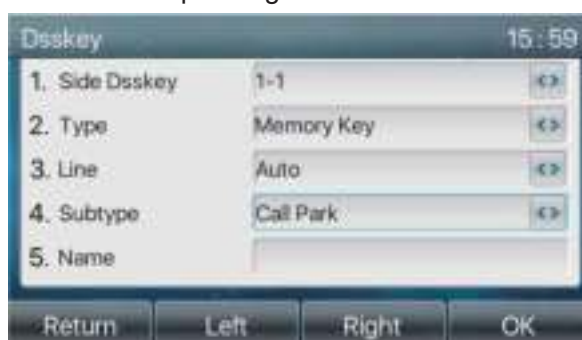 Dsskey 15:59
1. Side Dsskey 1-1
2. Type Memory Key
3. Line Auto
4. Subtype Call Park
5. Name
Return Left Right OK